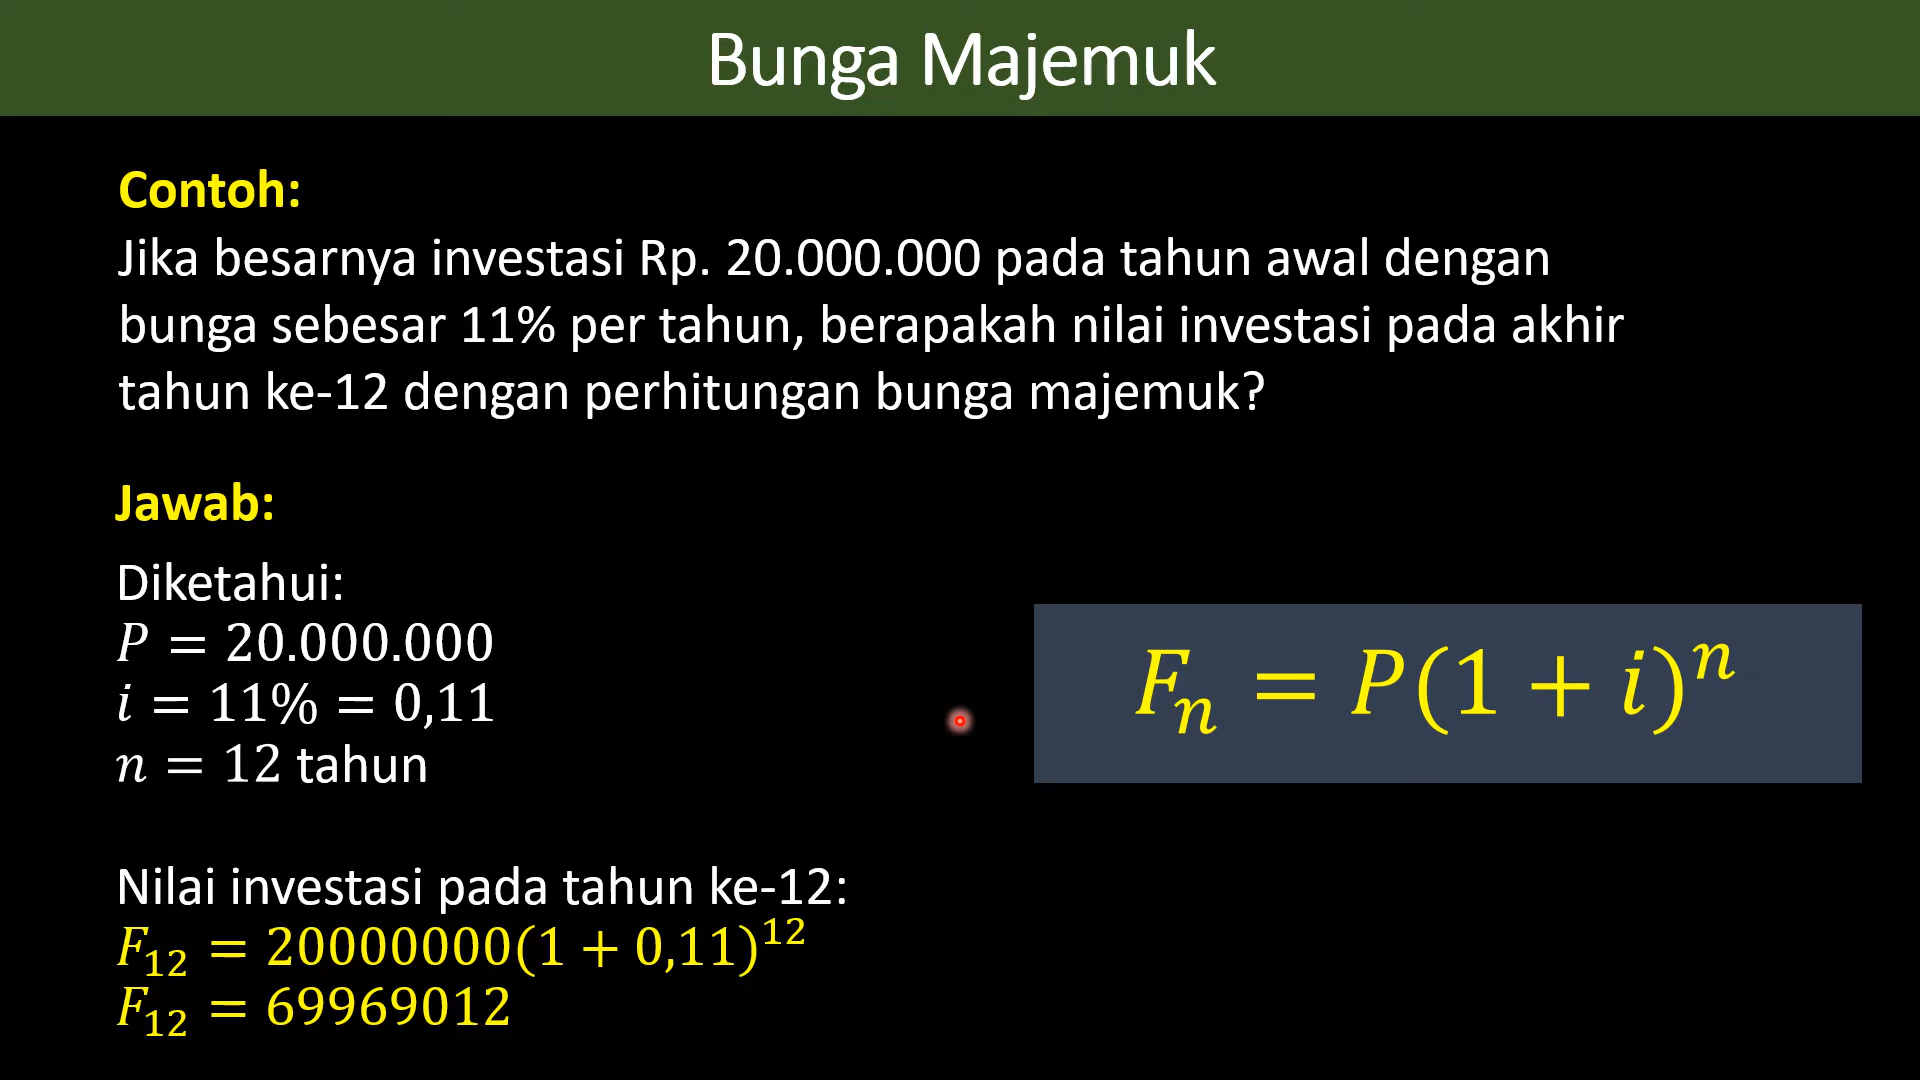 Bunga Majemuk
Contoh:
Jika besarnya investasi Rp. 20.000.000 pada tahun awal dengan
bunga sebesar 11% per tahun, berapakah nilai investasi pada akhir
tahun ke-12 dengan perhitungan bunga majemuk?
Jawab:
Diketahui:
P = 20.000.000
i = 11% = 0,11
n = 12 tahun
Fₙ = P(1 + i)ⁿ
Nilai investasi pada tahun ke-12:
F₁₂ = 20000000(1 + 0,11)¹²
F₁₂ = 69969012